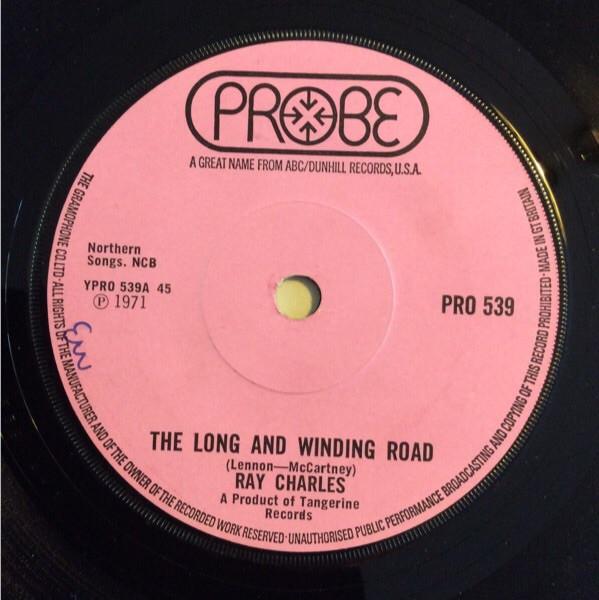 PROBE
A GREAT NAME FROM ABC/DUNHILL RECORDS, U.S.A.
Northern
Songs. NCB
YPRO 539A 45
℗ 1971
PRO 539
THE LONG AND WINDING ROAD
(Lennon—McCartney)
RAY CHARLES
A Product of Tangerine
Records
THE GRAMOPHONE CO. LTD · ALL RIGHTS OF THE MANUFACTURER AND OF THE OWNER OF THE RECORDED WORK RESERVED · UNAUTHORISED PUBLIC PERFORMANCE BROADCASTING AND COPYING OF THIS RECORD PROHIBITED · MADE IN GT BRITAIN